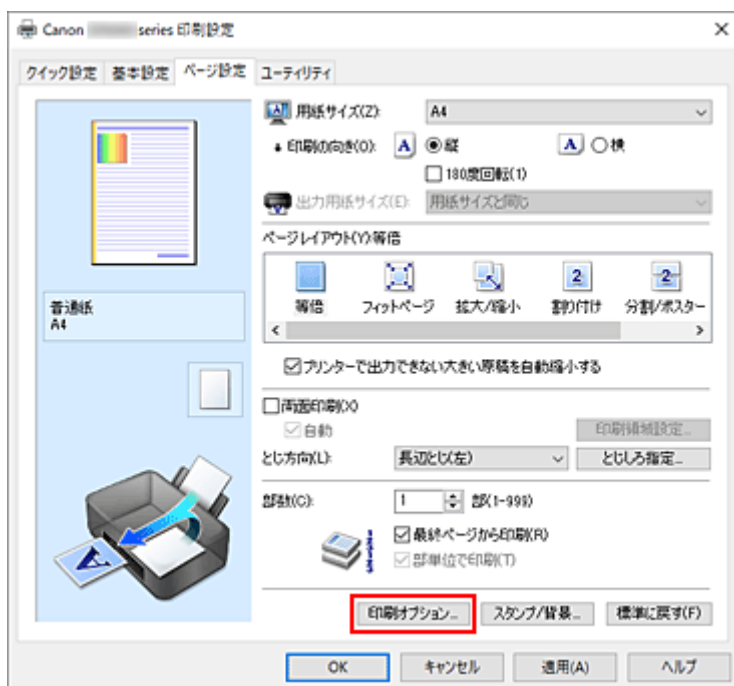 Canon series 印刷設定
クイック設定 基本設定 ページ設定 ユーティリティ
用紙サイズ(Z): A4
印刷の向き(O): A 縦 A 横
180度回転(1)
出力用紙サイズ(E): 用紙サイズと同じ
ページレイアウト(Y):等倍
等倍 フィットページ 拡大/縮小 割り付け 分割/ポスター
普通紙
A4
プリンターで出力できない大きい原稿を自動縮小する
両面印刷(X)
自動 印刷領域設定...
とじ方向(L): 長辺とじ(左) とじしろ指定...
部数(C): 1 部(1-999)
最終ページから印刷(R)
部単位で印刷(T)
印刷オプション... スタンプ/背景... 標準に戻す(F)
OK キャンセル 適用(A) ヘルプ